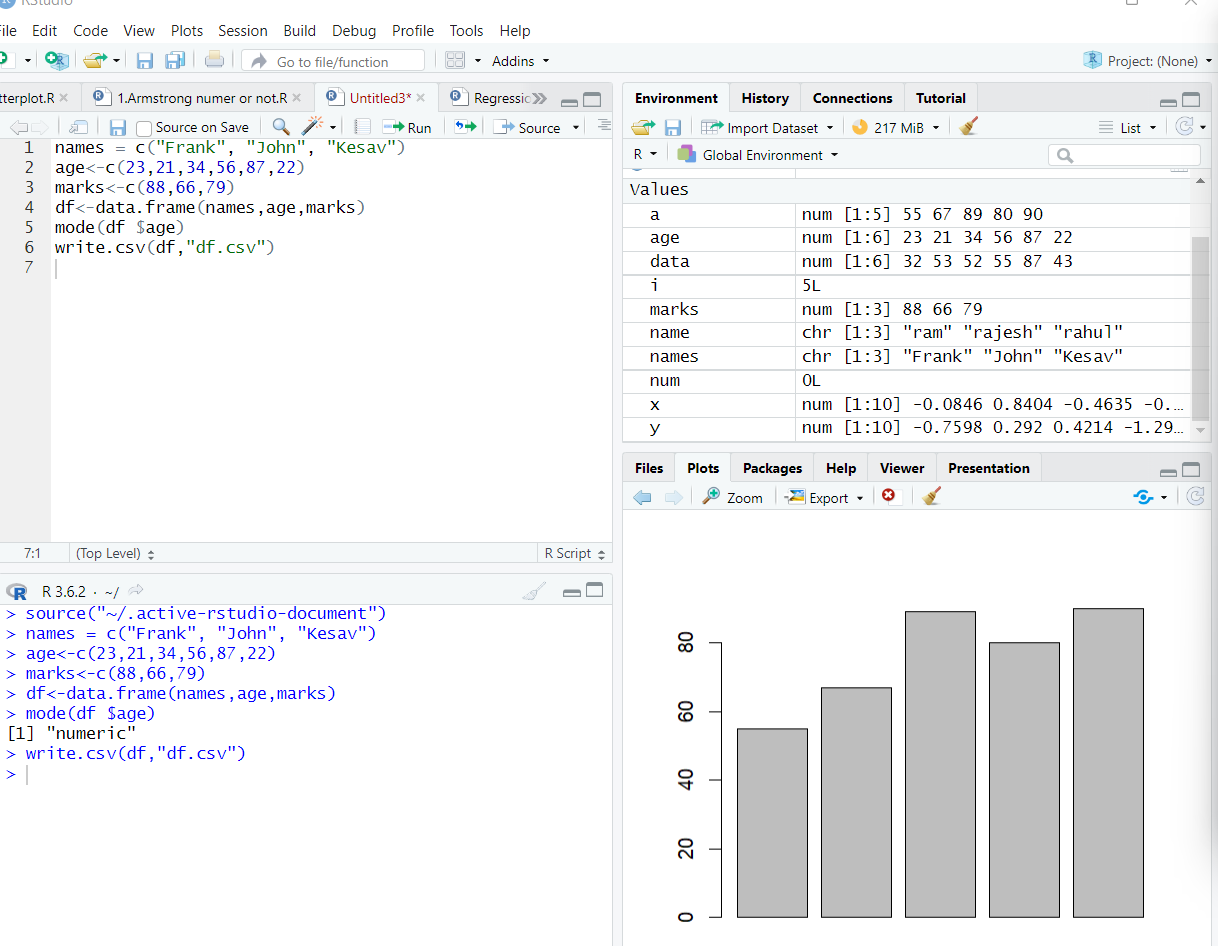 RStudio
File Edit Code View Plots Session Build Debug Profile Tools Help
Go to file/function Addins Project: (None)
tterplot.R 1.Armstrong numer or not.R Untitled3* Regressic
Source on Save Run Source
1 names = c("Frank", "John", "Kesav")
2 age<-c(23,21,34,56,87,22)
3 marks<-c(88,66,79)
4 df<-data.frame(names,age,marks)
5 mode(df $age)
6 write.csv(df,"df.csv")
7
7:1 (Top Level) R Script
R R 3.6.2 · ~/
> source("~/.active-rstudio-document")
> names = c("Frank", "John", "Kesav")
> age<-c(23,21,34,56,87,22)
> marks<-c(88,66,79)
> df<-data.frame(names,age,marks)
> mode(df $age)
[1] "numeric"
> write.csv(df,"df.csv")
>
Environment History Connections Tutorial
Import Dataset 217 MiB List
R Global Environment
Values
a num [1:5] 55 67 89 80 90
age num [1:6] 23 21 34 56 87 22
data num [1:6] 32 53 52 55 87 43
i 5L
marks num [1:3] 88 66 79
name chr [1:3] "ram" "rajesh" "rahul"
names chr [1:3] "Frank" "John" "Kesav"
num 0L
x num [1:10] -0.0846 0.8404 -0.4635 -0.…
y num [1:10] -0.7598 0.292 0.4214 -1.29…
Files Plots Packages Help Viewer Presentation
Zoom Export
80
60
40
20
0